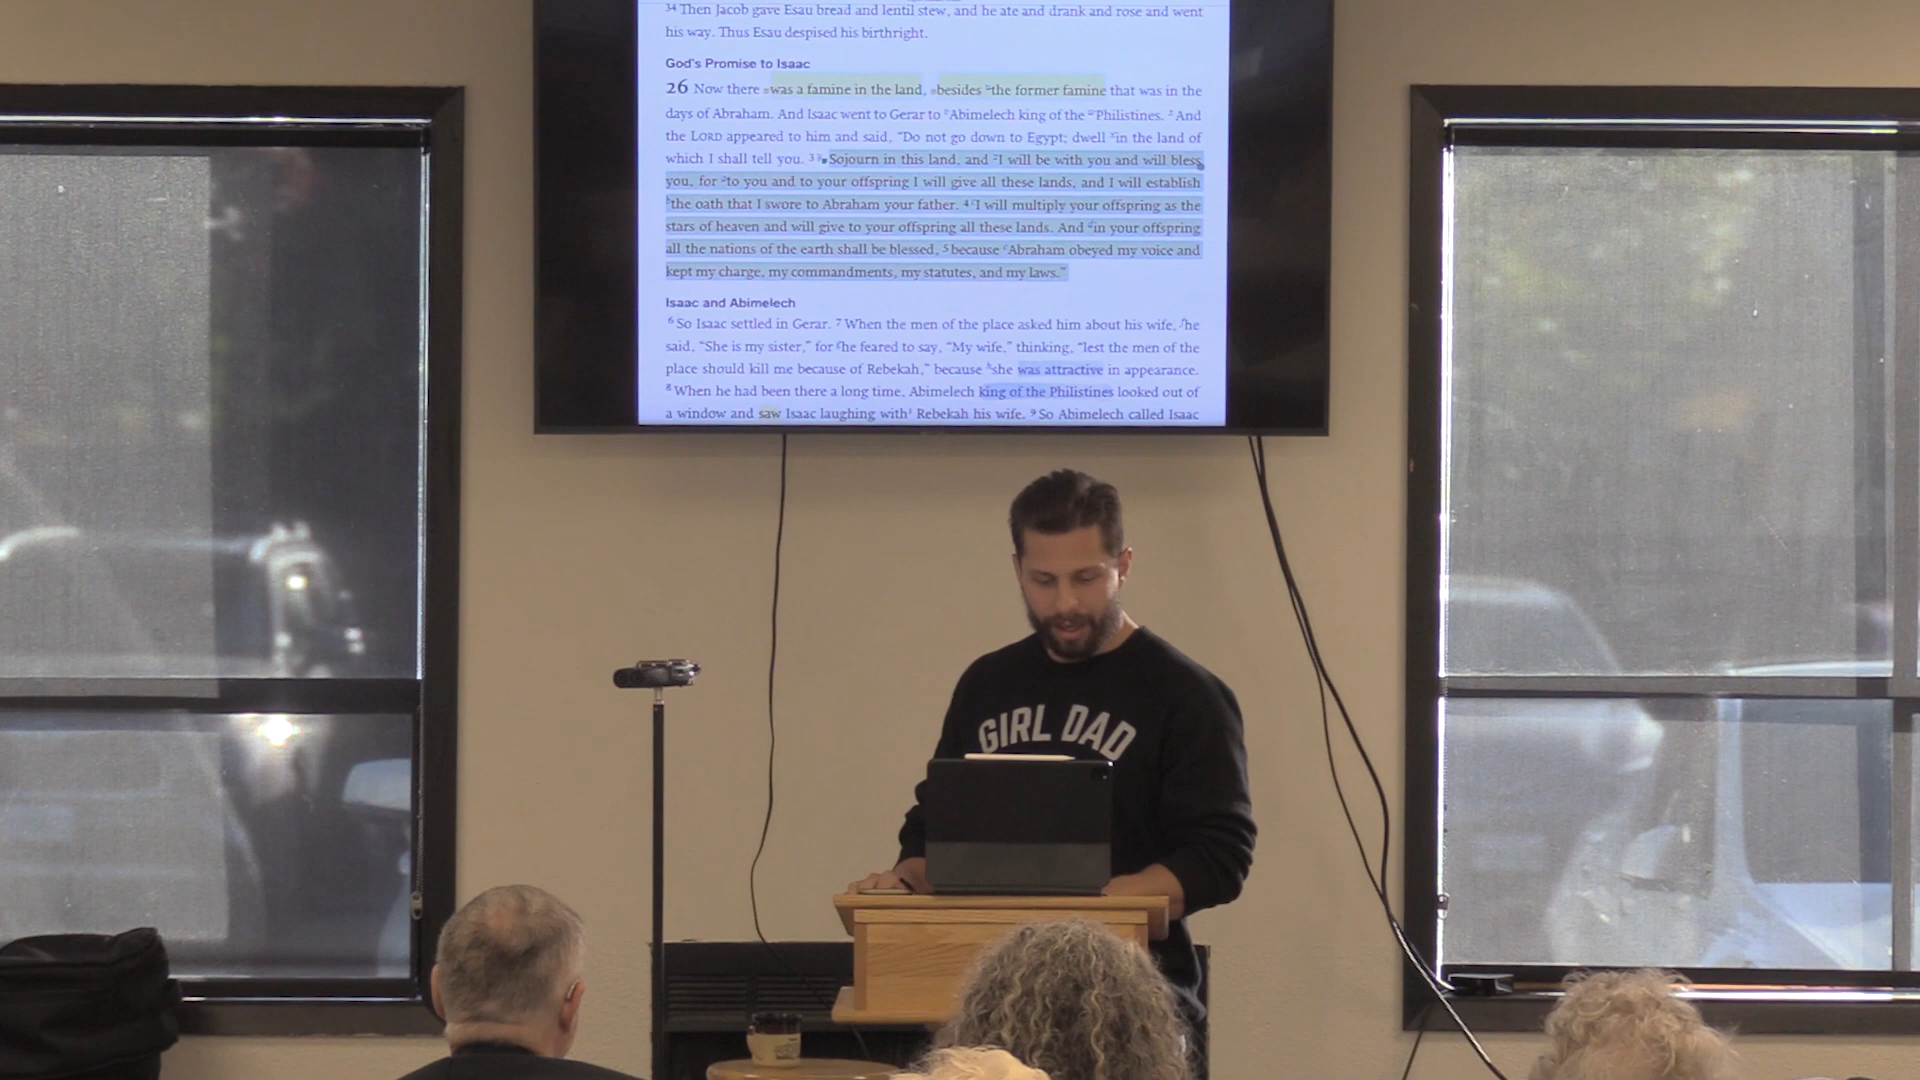 34 Then Jacob gave Esau bread and lentil stew, and he ate and drank and rose and went
his way. Thus Esau despised his birthright.
God's Promise to Isaac
26 Now there was a famine in the land, besides the former famine that was in the
days of Abraham. And Isaac went to Gerar to Abimelech king of the Philistines. 2 And
the LORD appeared to him and said, "Do not go down to Egypt; dwell in the land of
which I shall tell you. 3 Sojourn in this land, and I will be with you and will bless
you, for to you and to your offspring I will give all these lands, and I will establish
the oath that I swore to Abraham your father. 4 I will multiply your offspring as the
stars of heaven and will give to your offspring all these lands. And in your offspring
all the nations of the earth shall be blessed, 5 because Abraham obeyed my voice and
kept my charge, my commandments, my statutes, and my laws."
Isaac and Abimelech
6 So Isaac settled in Gerar. 7 When the men of the place asked him about his wife, he
said, "She is my sister," for he feared to say, "My wife," thinking, "lest the men of the
place should kill me because of Rebekah," because she was attractive in appearance.
8 When he had been there a long time, Abimelech king of the Philistines looked out of
a window and saw Isaac laughing with Rebekah his wife. 9 So Abimelech called Isaac
GIRL DAD